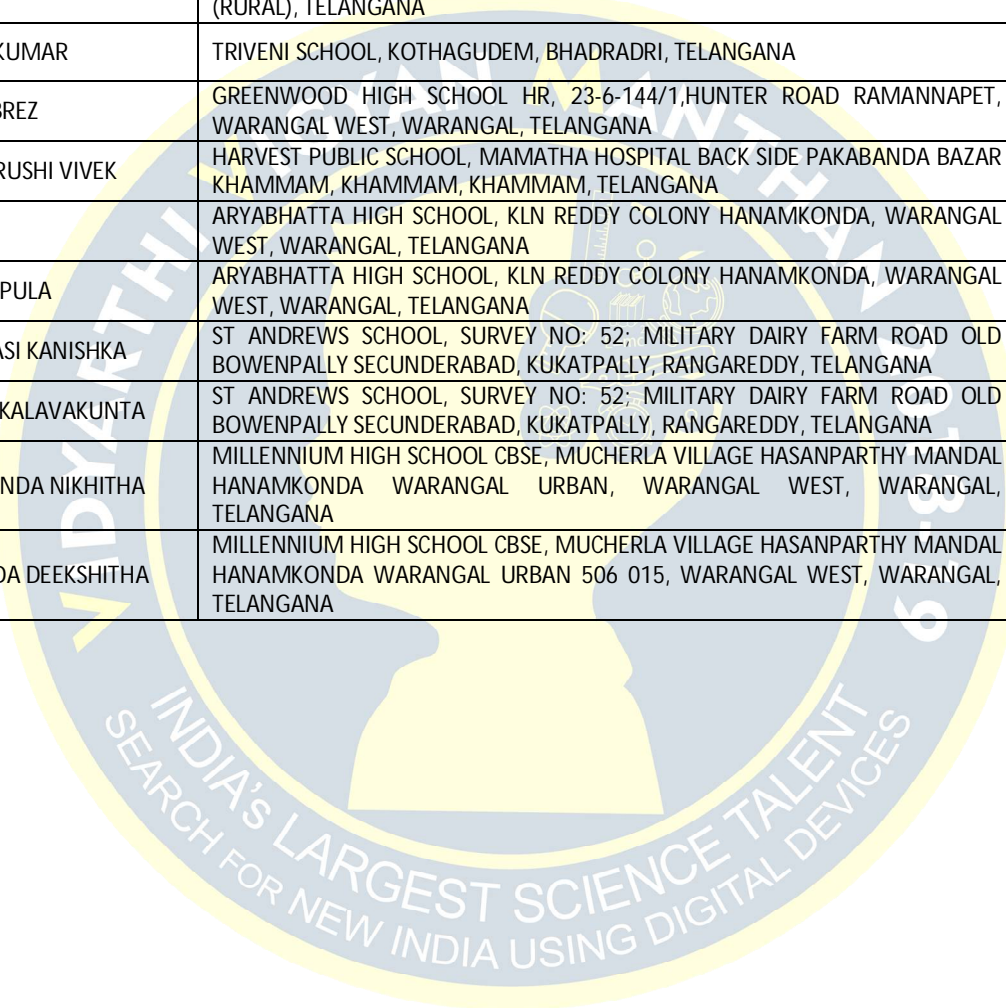 (RURAL), TELANGANA
KUMAR
TRIVENI SCHOOL, KOTHAGUDEM, BHADRADRI, TELANGANA
BREZ
GREENWOOD HIGH SCHOOL HR, 23-6-144/1,HUNTER ROAD RAMANNAPET,
WARANGAL WEST, WARANGAL, TELANGANA
RUSHI VIVEK
HARVEST PUBLIC SCHOOL, MAMATHA HOSPITAL BACK SIDE PAKABANDA BAZAR
KHAMMAM, KHAMMAM, KHAMMAM, TELANGANA
ARYABHATTA HIGH SCHOOL, KLN REDDY COLONY HANAMKONDA, WARANGAL
WEST, WARANGAL, TELANGANA
PULA
ARYABHATTA HIGH SCHOOL, KLN REDDY COLONY HANAMKONDA, WARANGAL
WEST, WARANGAL, TELANGANA
ASI KANISHKA
ST ANDREWS SCHOOL, SURVEY NO: 52; MILITARY DAIRY FARM ROAD OLD
BOWENPALLY SECUNDERABAD, KUKATPALLY, RANGAREDDY, TELANGANA
KALAVAKUNTA
ST ANDREWS SCHOOL, SURVEY NO: 52; MILITARY DAIRY FARM ROAD OLD
BOWENPALLY SECUNDERABAD, KUKATPALLY, RANGAREDDY, TELANGANA
NDA NIKHITHA
MILLENNIUM HIGH SCHOOL CBSE, MUCHERLA VILLAGE HASANPARTHY MANDAL
HANAMKONDA WARANGAL URBAN, WARANGAL WEST, WARANGAL,
TELANGANA
DA DEEKSHITHA
MILLENNIUM HIGH SCHOOL CBSE, MUCHERLA VILLAGE HASANPARTHY MANDAL
HANAMKONDA WARANGAL URBAN 506 015, WARANGAL WEST, WARANGAL,
TELANGANA
VIDYARTHI VIGYAN MANTHAN 2018-19
INDIA'S LARGEST SCIENCE TALENT
SEARCH FOR NEW INDIA USING DIGITAL DEVICES